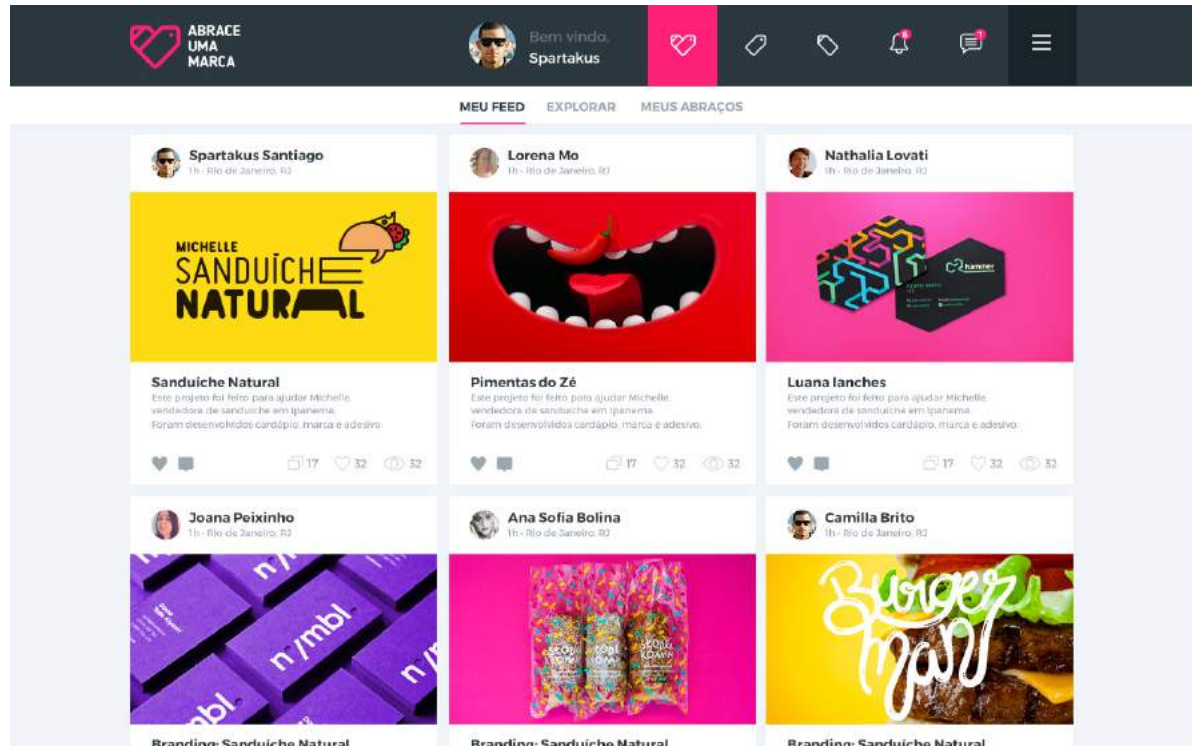 ABRACE
UMA
MARCA
Bem vindo,
Spartakus
6
1
MEU FEED
EXPLORAR
MEUS ABRAÇOS
Spartakus Santiago
1h - Rio de Janeiro, RJ
MICHELLE
SANDUÍCHE
NATURAL
Sanduíche Natural
Este projeto foi feito para ajudar Michelle,
vendedora de sanduíche em Ipanema.
Foram desenvolvidos cardápio, marca e adesivo.
17 32 32
Lorena Mo
1h - Rio de Janeiro, RJ
Pimentas do Zé
Este projeto foi feito para ajudar Michelle,
vendedora de sanduíche em Ipanema.
Foram desenvolvidos cardápio, marca e adesivo.
17 32 32
Nathalia Lovati
1h - Rio de Janeiro, RJ
hammer
Luana lanches
Este projeto foi feito para ajudar Michelle,
vendedora de sanduíche em Ipanema.
Foram desenvolvidos cardápio, marca e adesivo.
17 32 32
Joana Peixinho
1h - Rio de Janeiro, RJ
n/mbl
Branding: Sanduíche Natural
Ana Sofia Bolina
1h - Rio de Janeiro, RJ
Branding: Sanduíche Natural
Camilla Brito
1h - Rio de Janeiro, RJ
Burger
Man
Branding: Sanduíche Natural